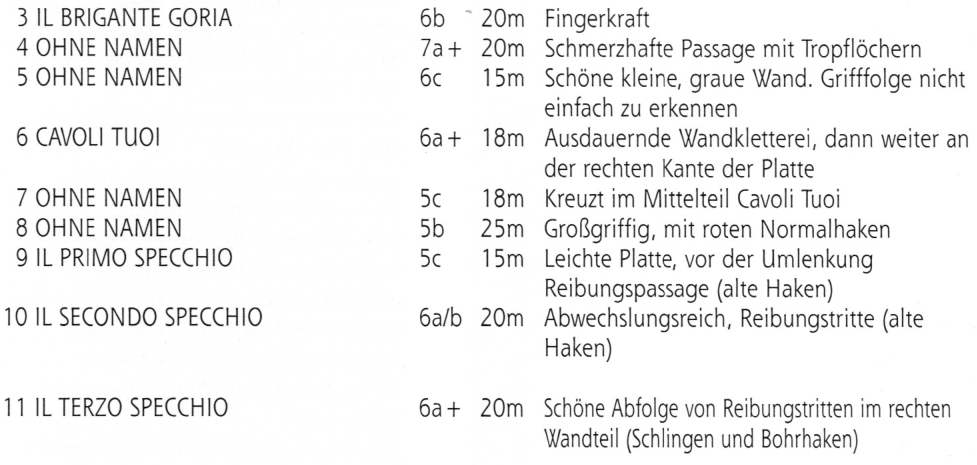 3 IL BRIGANTE GORIA 6b 20m Fingerkraft
4 OHNE NAMEN 7a+ 20m Schmerzhafte Passage mit Tropflöchern
5 OHNE NAMEN 6c 15m Schöne kleine, graue Wand. Grifffolge nicht
einfach zu erkennen
6 CAVOLI TUOI 6a+ 18m Ausdauernde Wandkletterei, dann weiter an
der rechten Kante der Platte
7 OHNE NAMEN 5c 18m Kreuzt im Mittelteil Cavoli Tuoi
8 OHNE NAMEN 5b 25m Großgriffig, mit roten Normalhaken
9 IL PRIMO SPECCHIO 5c 15m Leichte Platte, vor der Umlenkung
Reibungspassage (alte Haken)
10 IL SECONDO SPECCHIO 6a/b 20m Abwechslungsreich, Reibungstritte (alte
Haken)
11 IL TERZO SPECCHIO 6a+ 20m Schöne Abfolge von Reibungstritten im rechten
Wandteil (Schlingen und Bohrhaken)